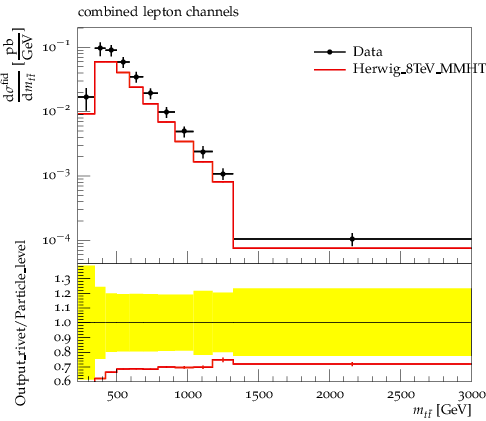 combined lepton channels
dσ^fid/dm_tt̄ [pb/GeV]
10⁻¹
10⁻²
10⁻³
10⁻⁴
Data
Herwig_8TeV_MMHT
Output_rivet/Particle_level
1.3
1.2
1.1
1.0
0.9
0.8
0.7
0.6
500 1000 1500 2000 2500 3000
m_tt̄ [GeV]